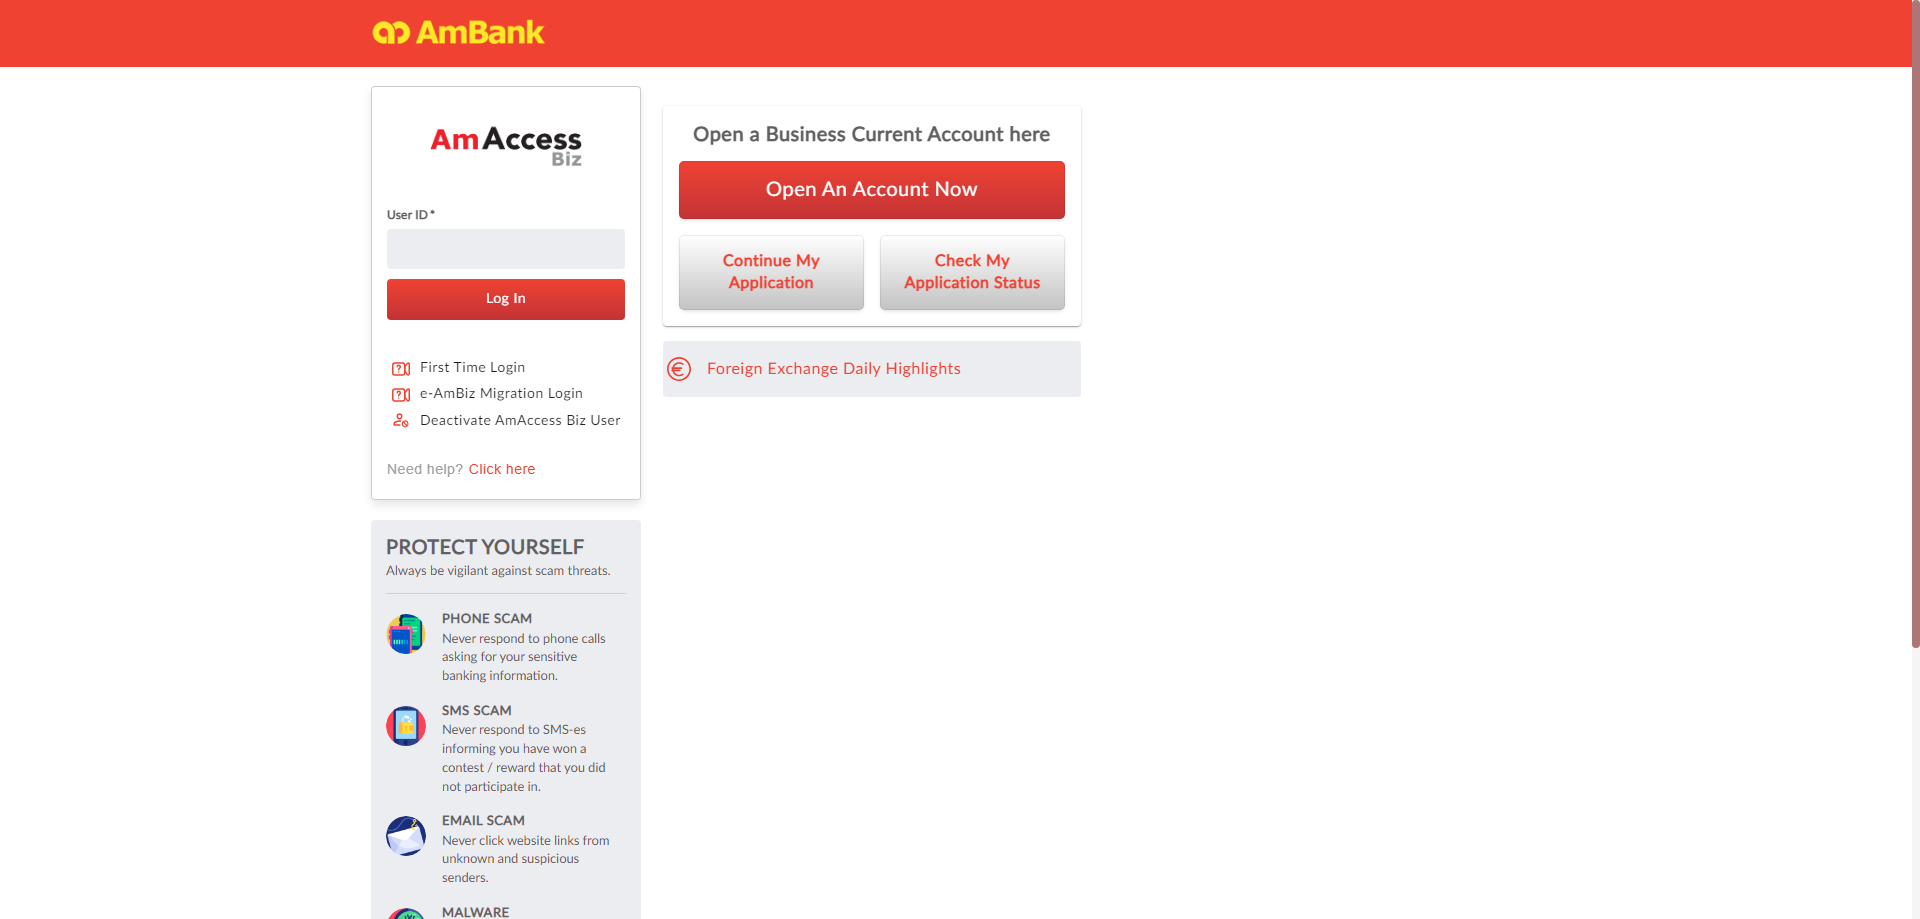 AmBank
AmAccess
Biz
User ID *
Log In
First Time Login
e-AmBiz Migration Login
Deactivate AmAccess Biz User
Need help? Click here
Open a Business Current Account here
Open An Account Now
Continue My
Application
Check My
Application Status
Foreign Exchange Daily Highlights
PROTECT YOURSELF
Always be vigilant against scam threats.
PHONE SCAM
Never respond to phone calls
asking for your sensitive
banking information.
SMS SCAM
Never respond to SMS-es
informing you have won a
contest / reward that you did
not participate in.
EMAIL SCAM
Never click website links from
unknown and suspicious
senders.
MALWARE